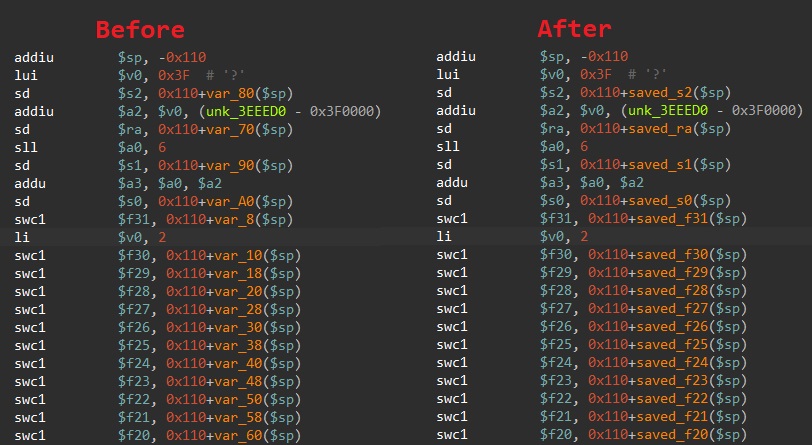 Before
addiu $sp, -0x110
lui $v0, 0x3F # '?'
sd $s2, 0x110+var_80($sp)
addiu $a2, $v0, (unk_3EEED0 - 0x3F0000)
sd $ra, 0x110+var_70($sp)
sll $a0, 6
sd $s1, 0x110+var_90($sp)
addu $a3, $a0, $a2
sd $s0, 0x110+var_A0($sp)
swc1 $f31, 0x110+var_8($sp)
li $v0, 2
swc1 $f30, 0x110+var_10($sp)
swc1 $f29, 0x110+var_18($sp)
swc1 $f28, 0x110+var_20($sp)
swc1 $f27, 0x110+var_28($sp)
swc1 $f26, 0x110+var_30($sp)
swc1 $f25, 0x110+var_38($sp)
swc1 $f24, 0x110+var_40($sp)
swc1 $f23, 0x110+var_48($sp)
swc1 $f22, 0x110+var_50($sp)
swc1 $f21, 0x110+var_58($sp)
swc1 $f20, 0x110+var_60($sp)
After
addiu $sp, -0x110
lui $v0, 0x3F # '?'
sd $s2, 0x110+saved_s2($sp)
addiu $a2, $v0, (unk_3EEED0 - 0x3F0000)
sd $ra, 0x110+saved_ra($sp)
sll $a0, 6
sd $s1, 0x110+saved_s1($sp)
addu $a3, $a0, $a2
sd $s0, 0x110+saved_s0($sp)
swc1 $f31, 0x110+saved_f31($sp)
li $v0, 2
swc1 $f30, 0x110+saved_f30($sp)
swc1 $f29, 0x110+saved_f29($sp)
swc1 $f28, 0x110+saved_f28($sp)
swc1 $f27, 0x110+saved_f27($sp)
swc1 $f26, 0x110+saved_f26($sp)
swc1 $f25, 0x110+saved_f25($sp)
swc1 $f24, 0x110+saved_f24($sp)
swc1 $f23, 0x110+saved_f23($sp)
swc1 $f22, 0x110+saved_f22($sp)
swc1 $f21, 0x110+saved_f21($sp)
swc1 $f20, 0x110+saved_f20($sp)